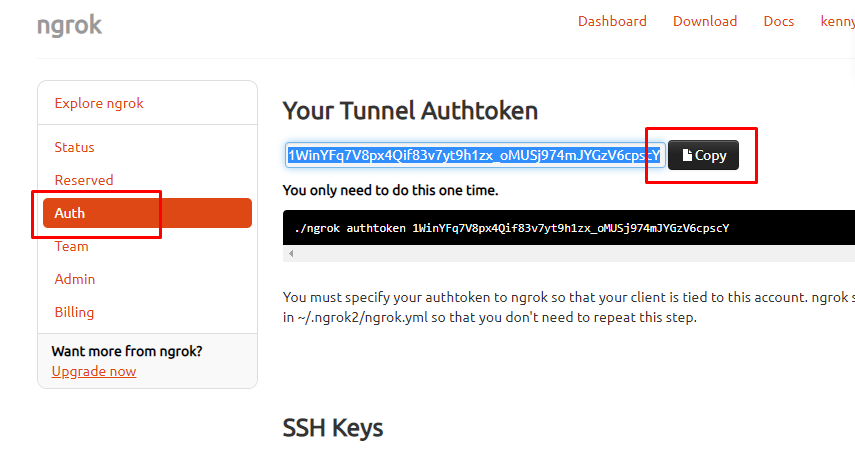 ngrok
Dashboard Download Docs kenny
Explore ngrok
Status
Reserved
Auth
Team
Admin
Billing
Want more from ngrok?
Upgrade now
Your Tunnel Authtoken
1WinYFq7V8px4Qif83v7yt9h1zx_oMUSj974mJYGzV6cpscY
Copy
You only need to do this one time.
./ngrok authtoken 1WinYFq7V8px4Qif83v7yt9h1zx_oMUSj974mJYGzV6cpscY
You must specify your authtoken to ngrok so that your client is tied to this account. ngrok s
in ~/.ngrok2/ngrok.yml so that you don't need to repeat this step.
SSH Keys